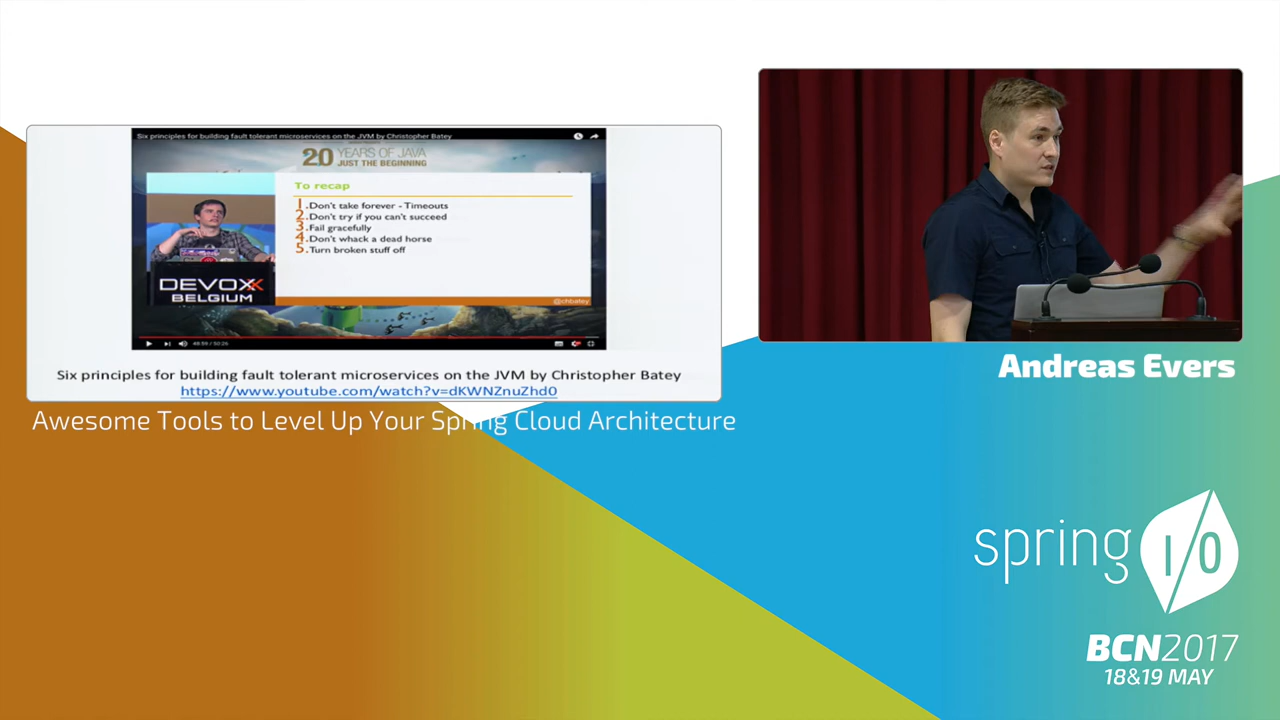 Six principles for building fault tolerant microservices on the JVM by Christopher Batey
20 YEARS OF JAVA
JUST THE BEGINNING
To recap
1. Don't take forever - Timeouts
2. Don't try if you can't succeed
3. Fail gracefully
4. Don't whack a dead horse
5. Turn broken stuff off
DEVOXX
BELGIUM
@chbatey
48:59 / 50:26
Six principles for building fault tolerant microservices on the JVM by Christopher Batey
https://www.youtube.com/watch?v=dKWNZnuZhd0
Awesome Tools to Level Up Your Spring Cloud Architecture
Andreas Evers
spring I/O
BCN2017
18&19 MAY